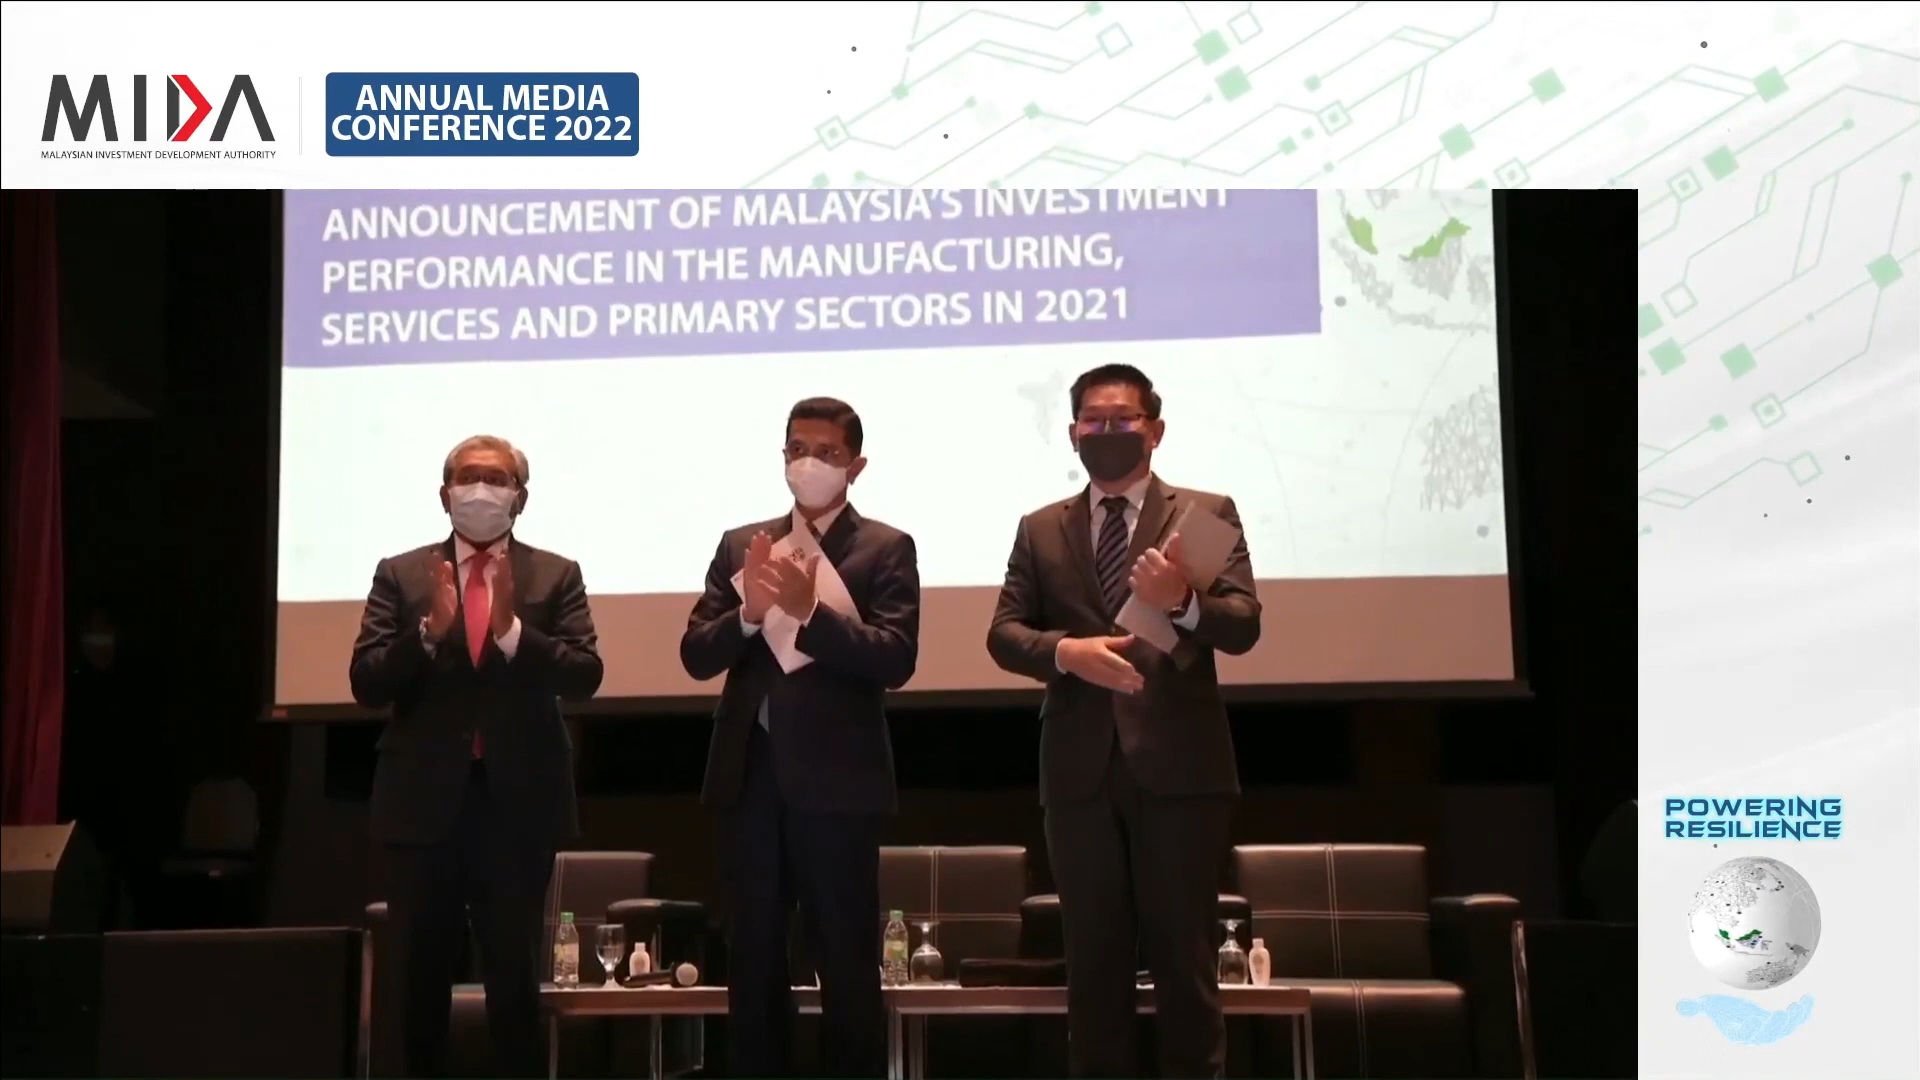 MIDA
MALAYSIAN INVESTMENT DEVELOPMENT AUTHORITY
ANNUAL MEDIA
CONFERENCE 2022
ANNOUNCEMENT OF MALAYSIA'S INVESTMENT
PERFORMANCE IN THE MANUFACTURING,
SERVICES AND PRIMARY SECTORS IN 2021
POWERING
RESILIENCE